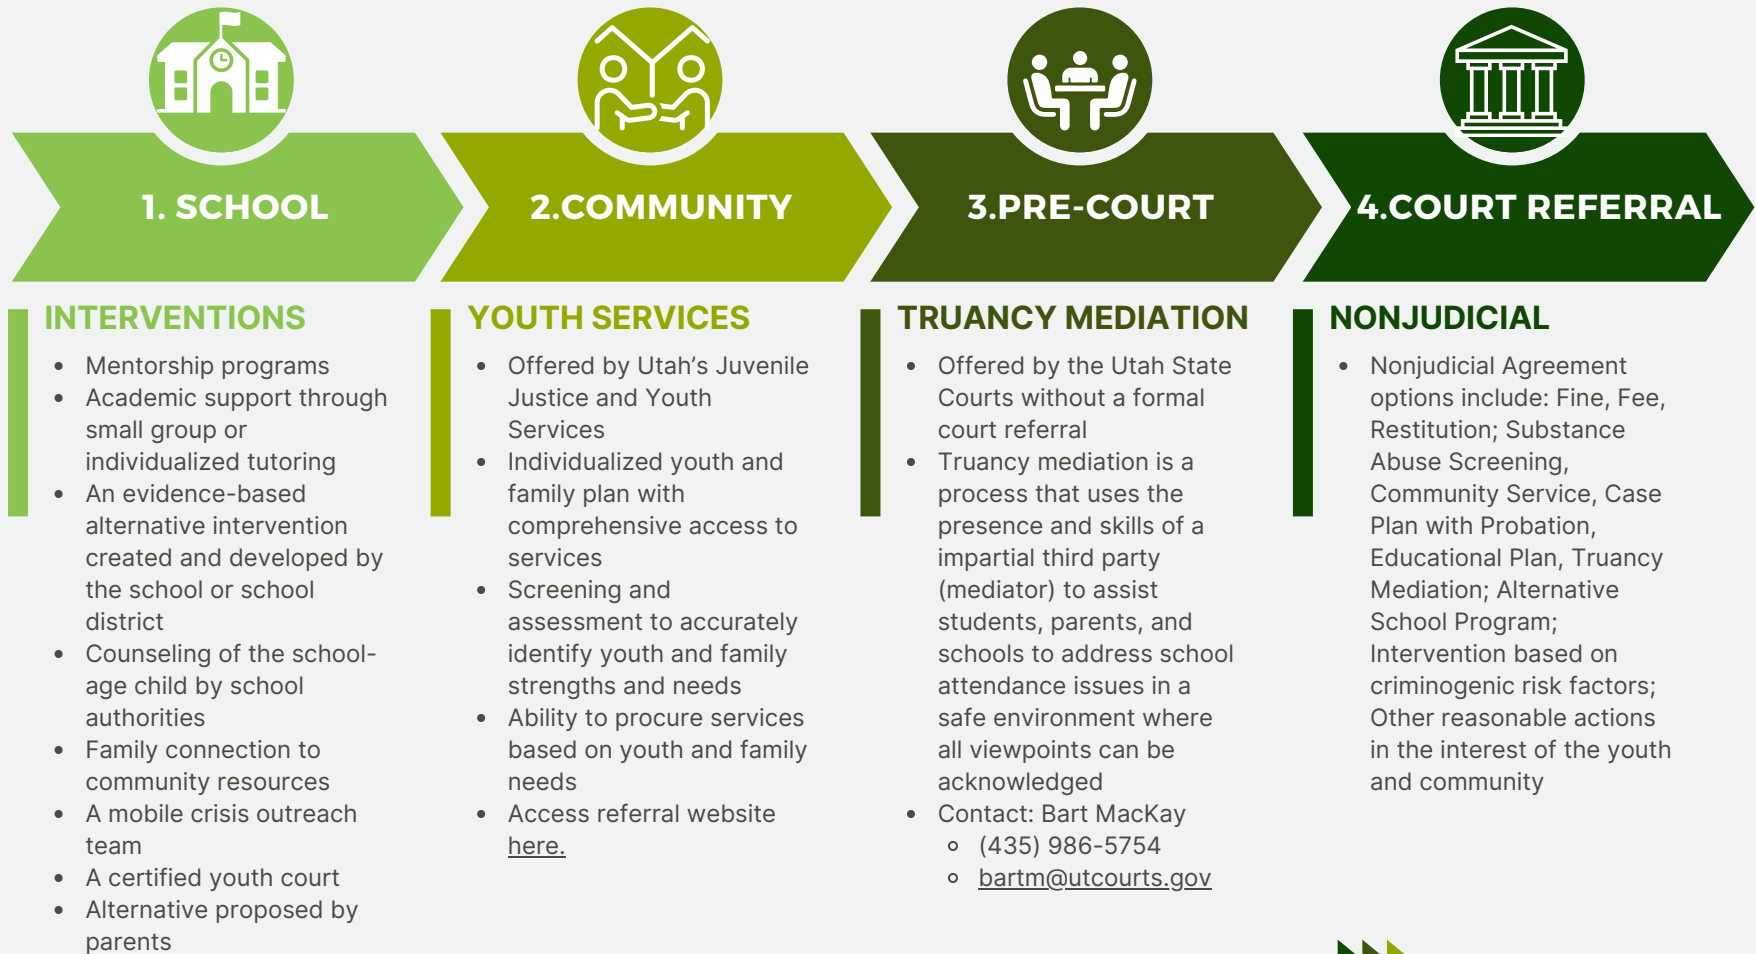 1. SCHOOL
INTERVENTIONS
• Mentorship programs
• Academic support through
small group or
individualized tutoring
• An evidence-based
alternative intervention
created and developed by
the school or school
district
• Counseling of the school-
age child by school
authorities
• Family connection to
community resources
• A mobile crisis outreach
team
• A certified youth court
• Alternative proposed by
parents
2.COMMUNITY
YOUTH SERVICES
• Offered by Utah’s Juvenile
Justice and Youth
Services
• Individualized youth and
family plan with
comprehensive access to
services
• Screening and
assessment to accurately
identify youth and family
strengths and needs
• Ability to procure services
based on youth and family
needs
• Access referral website
here.
3.PRE-COURT
TRUANCY MEDIATION
• Offered by the Utah State
Courts without a formal
court referral
• Truancy mediation is a
process that uses the
presence and skills of a
impartial third party
(mediator) to assist
students, parents, and
schools to address school
attendance issues in a
safe environment where
all viewpoints can be
acknowledged
• Contact: Bart MacKay
◦ (435) 986-5754
◦ bartm@utcourts.gov
4.COURT REFERRAL
NONJUDICIAL
• Nonjudicial Agreement
options include: Fine, Fee,
Restitution; Substance
Abuse Screening,
Community Service, Case
Plan with Probation,
Educational Plan, Truancy
Mediation; Alternative
School Program;
Intervention based on
criminogenic risk factors;
Other reasonable actions
in the interest of the youth
and community